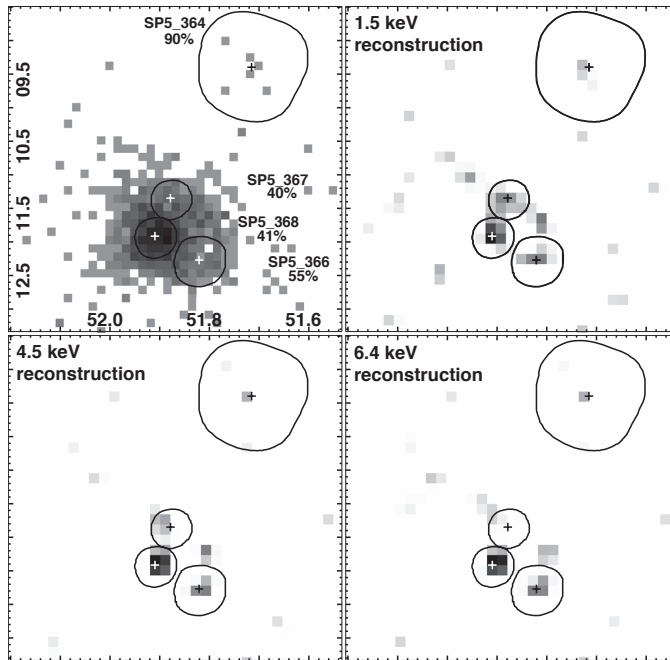 SP5_364
90%
09.5
10.5
11.5
12.5
SP5_367
40%
SP5_368
41%
SP5_366
55%
52.0 51.8 51.6
1.5 keV
reconstruction
4.5 keV
reconstruction
6.4 keV
reconstruction